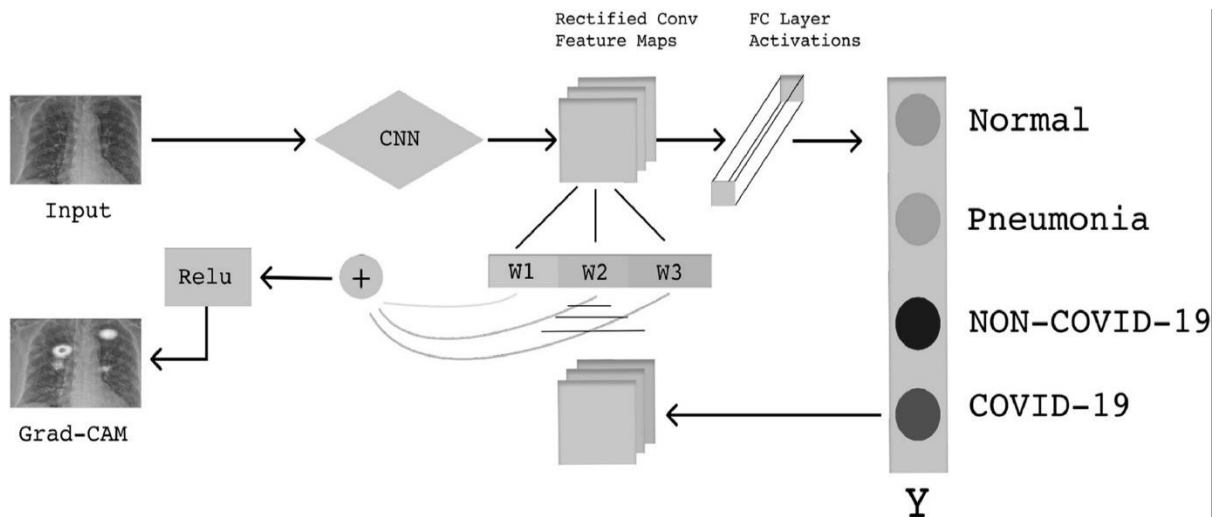 Rectified Conv
Feature Maps
FC Layer
Activations
CNN
Input
Normal
Pneumonia
NON-COVID-19
COVID-19
Y
W1 W2 W3
+
Relu
Grad-CAM